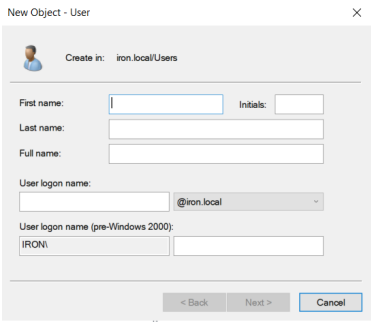 New Object - User
Create in: iron.local/Users
First name: Initials:
Last name:
Full name:
User logon name:
@iron.local
User logon name (pre-Windows 2000):
IRON\
< Back Next > Cancel